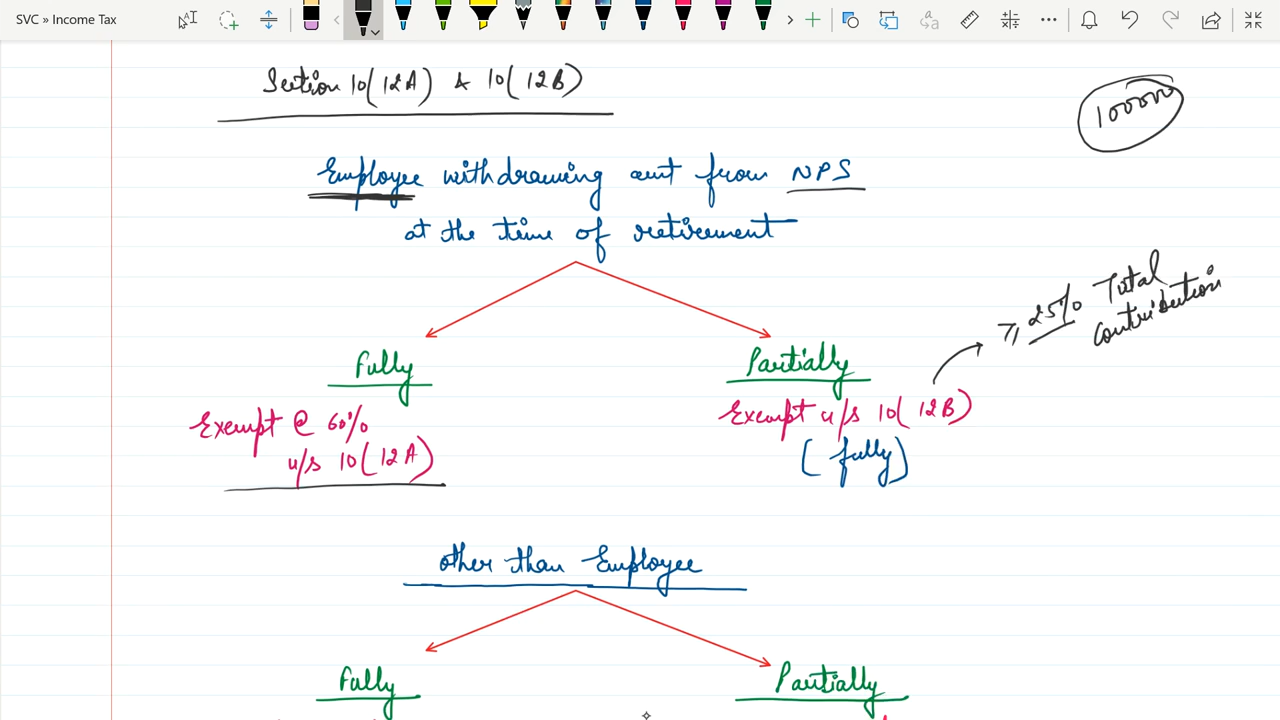 SVC » Income Tax
Section 10(12A) & 10(12B)
100000
Employee withdrawing amt from NPS
at the time of retirement
Fully
Partially
⩾ 25% Total
contribution
Exempt @ 60%
u/s 10(12A)
Exempt u/s 10(12B)
(fully)
other than Employee
Fully
Partially